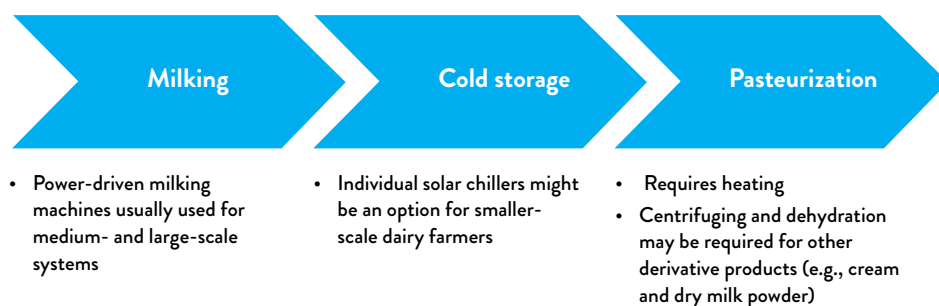 Milking
Cold storage
Pasteurization
• Power-driven milking
machines usually used for
medium- and large-scale
systems
• Individual solar chillers might
be an option for smaller-
scale dairy farmers
• Requires heating
• Centrifuging and dehydration
may be required for other
derivative products (e.g., cream
and dry milk powder)